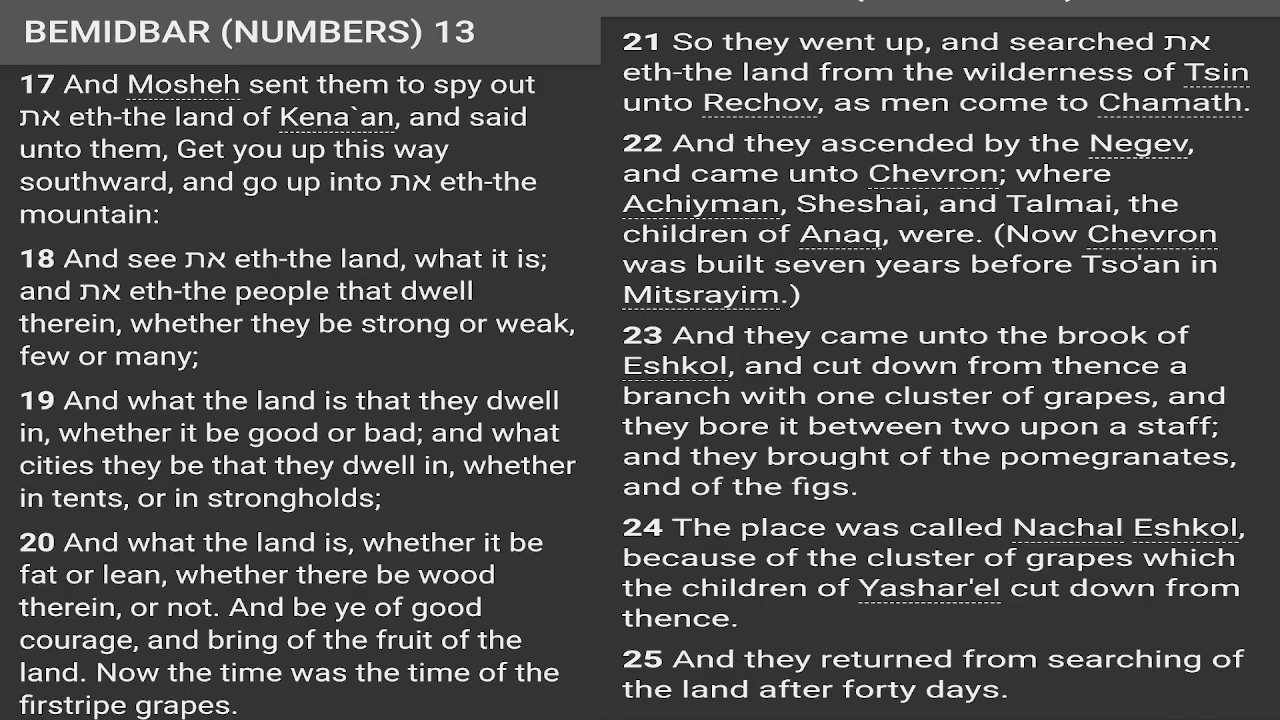 BEMIDBAR (NUMBERS) 13
17 And Mosheh sent them to spy out
את eth-the land of Kena`an, and said
unto them, Get you up this way
southward, and go up into את eth-the
mountain:
18 And see את eth-the land, what it is;
and את eth-the people that dwell
therein, whether they be strong or weak,
few or many;
19 And what the land is that they dwell
in, whether it be good or bad; and what
cities they be that they dwell in, whether
in tents, or in strongholds;
20 And what the land is, whether it be
fat or lean, whether there be wood
therein, or not. And be ye of good
courage, and bring of the fruit of the
land. Now the time was the time of the
firstripe grapes.
21 So they went up, and searched את
eth-the land from the wilderness of Tsin
unto Rechov, as men come to Chamath.
22 And they ascended by the Negev,
and came unto Chevron; where
Achiyman, Sheshai, and Talmai, the
children of Anaq, were. (Now Chevron
was built seven years before Tso'an in
Mitsrayim.)
23 And they came unto the brook of
Eshkol, and cut down from thence a
branch with one cluster of grapes, and
they bore it between two upon a staff;
and they brought of the pomegranates,
and of the figs.
24 The place was called Nachal Eshkol,
because of the cluster of grapes which
the children of Yashar'el cut down from
thence.
25 And they returned from searching of
the land after forty days.